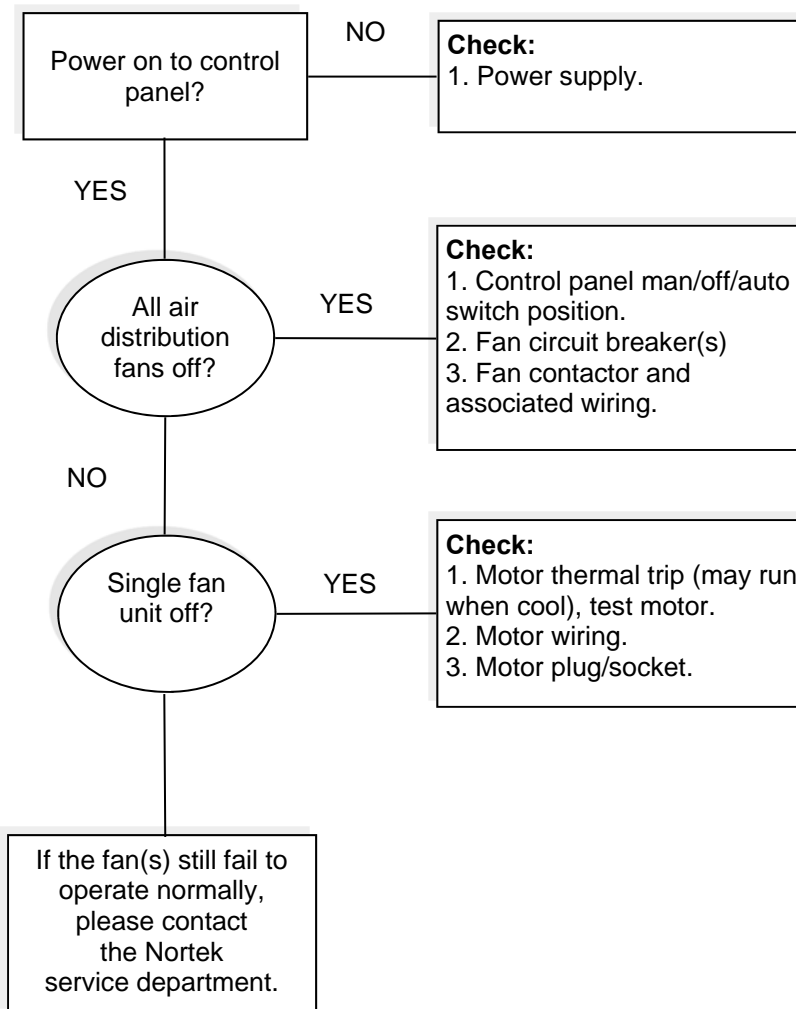 Power on to control
panel?
NO
Check:
1. Power supply.
YES
All air
distribution
fans off?
YES
Check:
1. Control panel man/off/auto
switch position.
2. Fan circuit breaker(s)
3. Fan contactor and
associated wiring.
NO
Single fan
unit off?
YES
Check:
1. Motor thermal trip (may run
when cool), test motor.
2. Motor wiring.
3. Motor plug/socket.
If the fan(s) still fail to
operate normally,
please contact
the Nortek
service department.